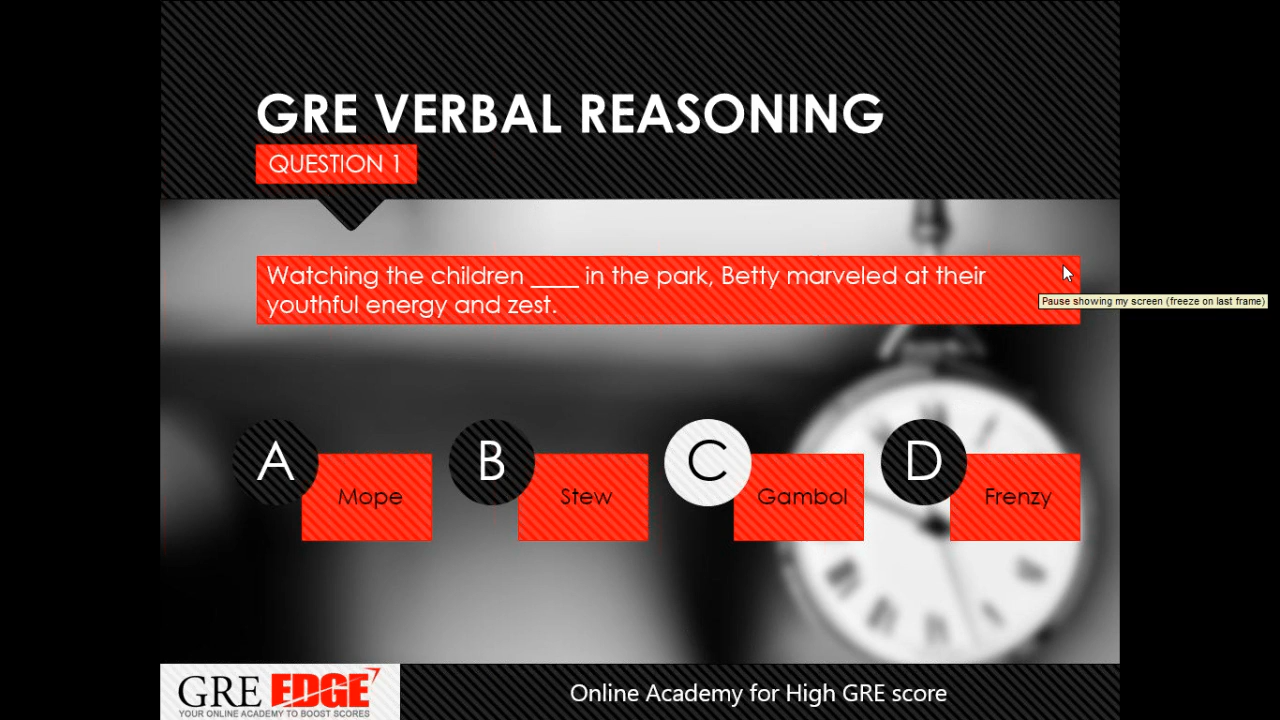 GRE VERBAL REASONING
QUESTION 1
Watching the children ____ in the park, Betty marveled at their
youthful energy and zest.
Pause showing my screen (freeze on last frame)
A
Mope
B
Stew
C
Gambol
D
Frenzy
GRE EDGE
YOUR ONLINE ACADEMY TO BOOST SCORES
Online Academy for High GRE score